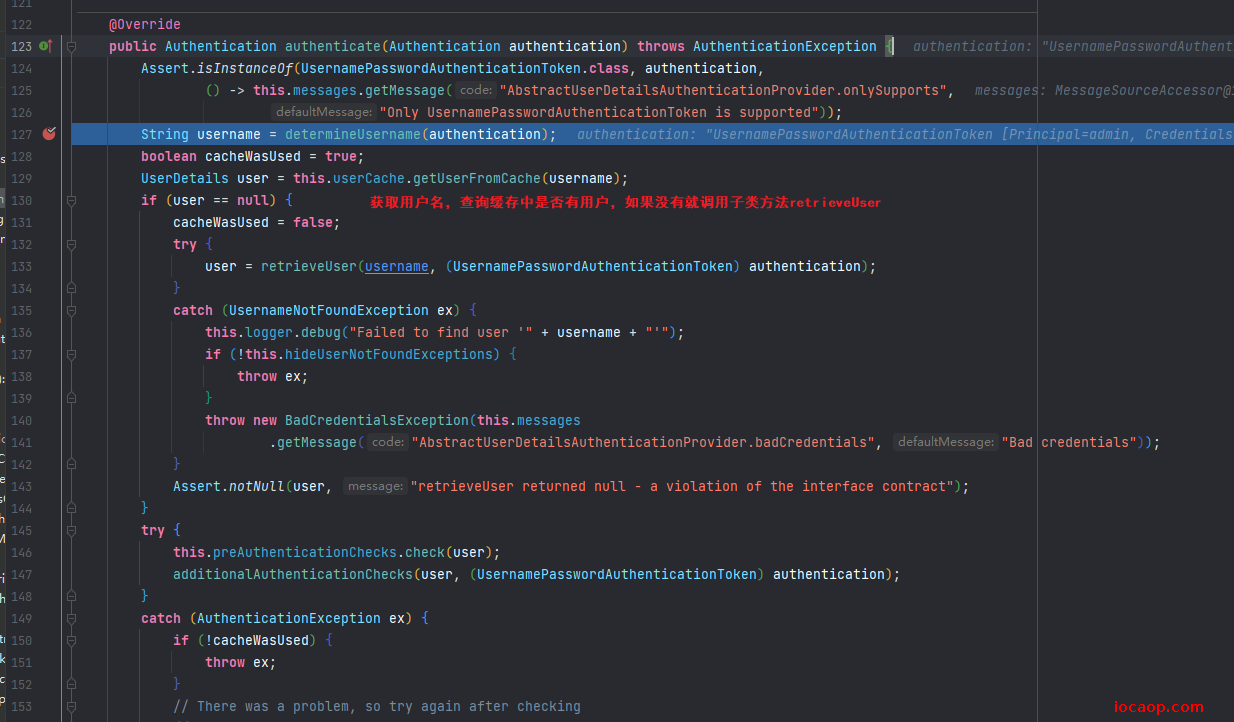 121
122 @Override
123 public Authentication authenticate(Authentication authentication) throws AuthenticationException { authentication: "UsernamePasswordAuthenti
124 Assert.isInstanceOf(UsernamePasswordAuthenticationToken.class, authentication,
125 () -> this.messages.getMessage( code: "AbstractUserDetailsAuthenticationProvider.onlySupports", messages: MessageSourceAccessor@1
126 defaultMessage: "Only UsernamePasswordAuthenticationToken is supported"));
127 String username = determineUsername(authentication); authentication: "UsernamePasswordAuthenticationToken [Principal=admin, Credentials
128 boolean cacheWasUsed = true;
129 UserDetails user = this.userCache.getUserFromCache(username);
130 if (user == null) { 获取用户名，查询缓存中是否有用户，如果没有就调用子类方法retrieveUser
131 cacheWasUsed = false;
132 try {
133 user = retrieveUser(username, (UsernamePasswordAuthenticationToken) authentication);
134 }
135 catch (UsernameNotFoundException ex) {
136 this.logger.debug("Failed to find user '" + username + "'");
137 if (!this.hideUserNotFoundExceptions) {
138 throw ex;
139 }
140 throw new BadCredentialsException(this.messages
141 .getMessage( code: "AbstractUserDetailsAuthenticationProvider.badCredentials", defaultMessage: "Bad credentials"));
142 }
143 Assert.notNull(user, message: "retrieveUser returned null - a violation of the interface contract");
144 }
145 try {
146 this.preAuthenticationChecks.check(user);
147 additionalAuthenticationChecks(user, (UsernamePasswordAuthenticationToken) authentication);
148 }
149 catch (AuthenticationException ex) {
150 if (!cacheWasUsed) {
151 throw ex;
152 }
153 // There was a problem, so try again after checking
iocaop.com